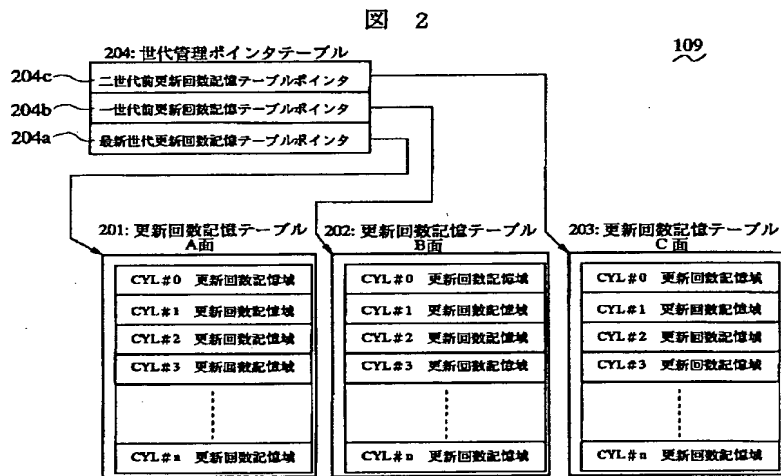 図 2
109
204: 世代管理ポインタテーブル
204c 二世代前更新回数記憶テーブルポインタ
204b 一世代前更新回数記憶テーブルポインタ
204a 最新世代更新回数記憶テーブルポインタ
201: 更新回数記憶テーブル
A面
CYL#0 更新回数記憶域
CYL#1 更新回数記憶域
CYL#2 更新回数記憶域
CYL#3 更新回数記憶域
CYL#n 更新回数記憶域
202: 更新回数記憶テーブル
B面
CYL#0 更新回数記憶域
CYL#1 更新回数記憶域
CYL#2 更新回数記憶域
CYL#3 更新回数記憶域
CYL#n 更新回数記憶域
203: 更新回数記憶テーブル
C面
CYL#0 更新回数記憶域
CYL#1 更新回数記憶域
CYL#2 更新回数記憶域
CYL#3 更新回数記憶域
CYL#n 更新回数記憶域